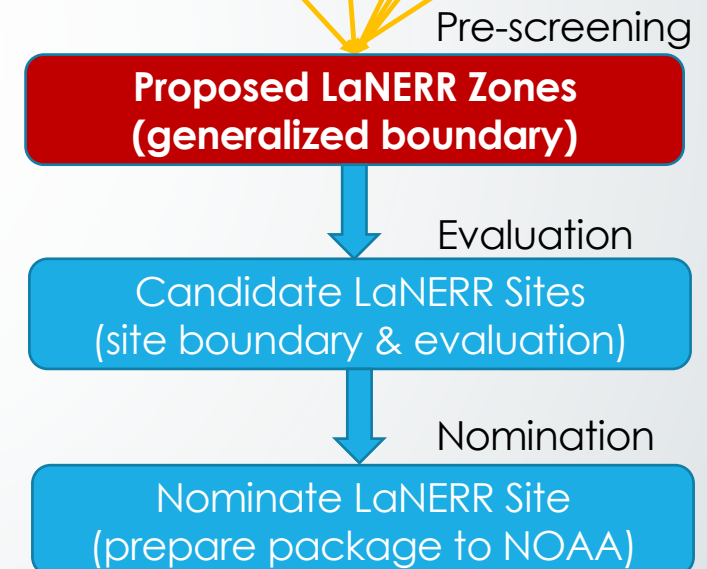 Pre-screening
Proposed LaNERR Zones
(generalized boundary)
Evaluation
Candidate LaNERR Sites
(site boundary & evaluation)
Nomination
Nominate LaNERR Site
(prepare package to NOAA)